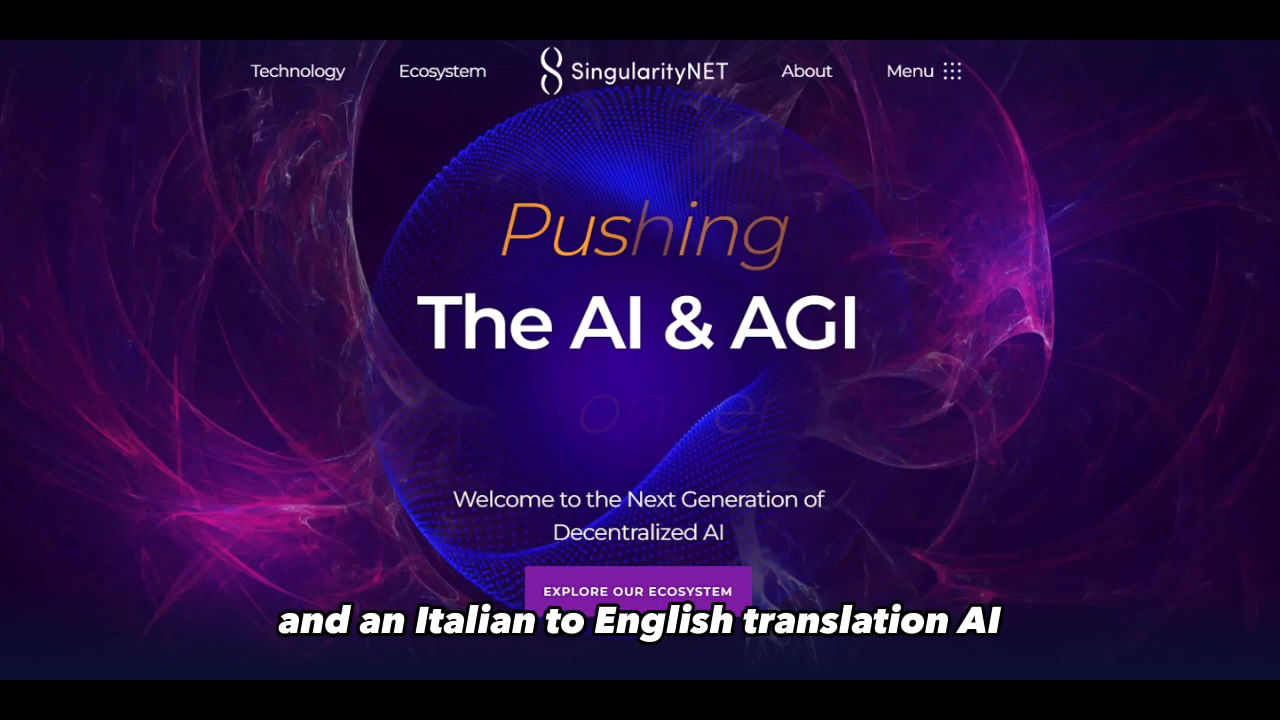 Technology Ecosystem SingularityNET About Menu
Pushing
The AI & AGI
Welcome to the Next Generation of
Decentralized AI
EXPLORE OUR ECOSYSTEM
and an Italian to English translation AI